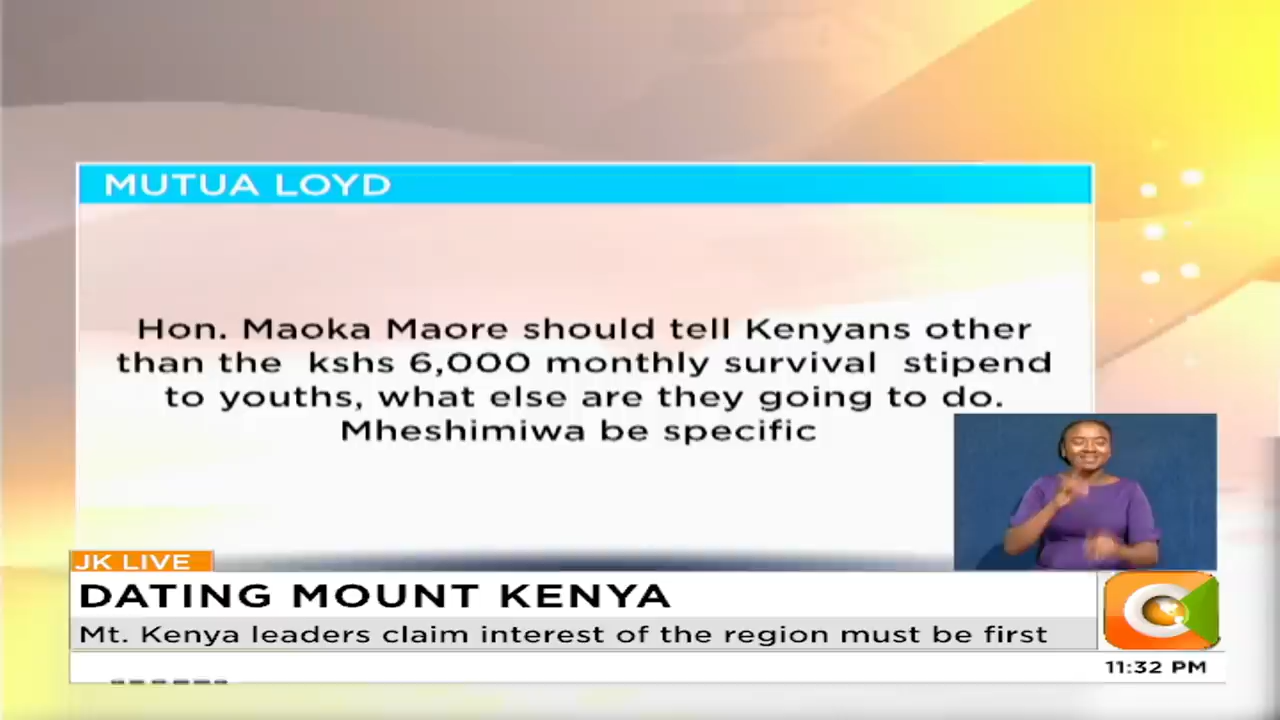 MUTUA LOYD
Hon. Maoka Maore should tell Kenyans other
than the kshs 6,000 monthly survival stipend
to youths, what else are they going to do.
Mheshimiwa be specific
JK LIVE
DATING MOUNT KENYA
Mt. Kenya leaders claim interest of the region must be first
11:32 PM